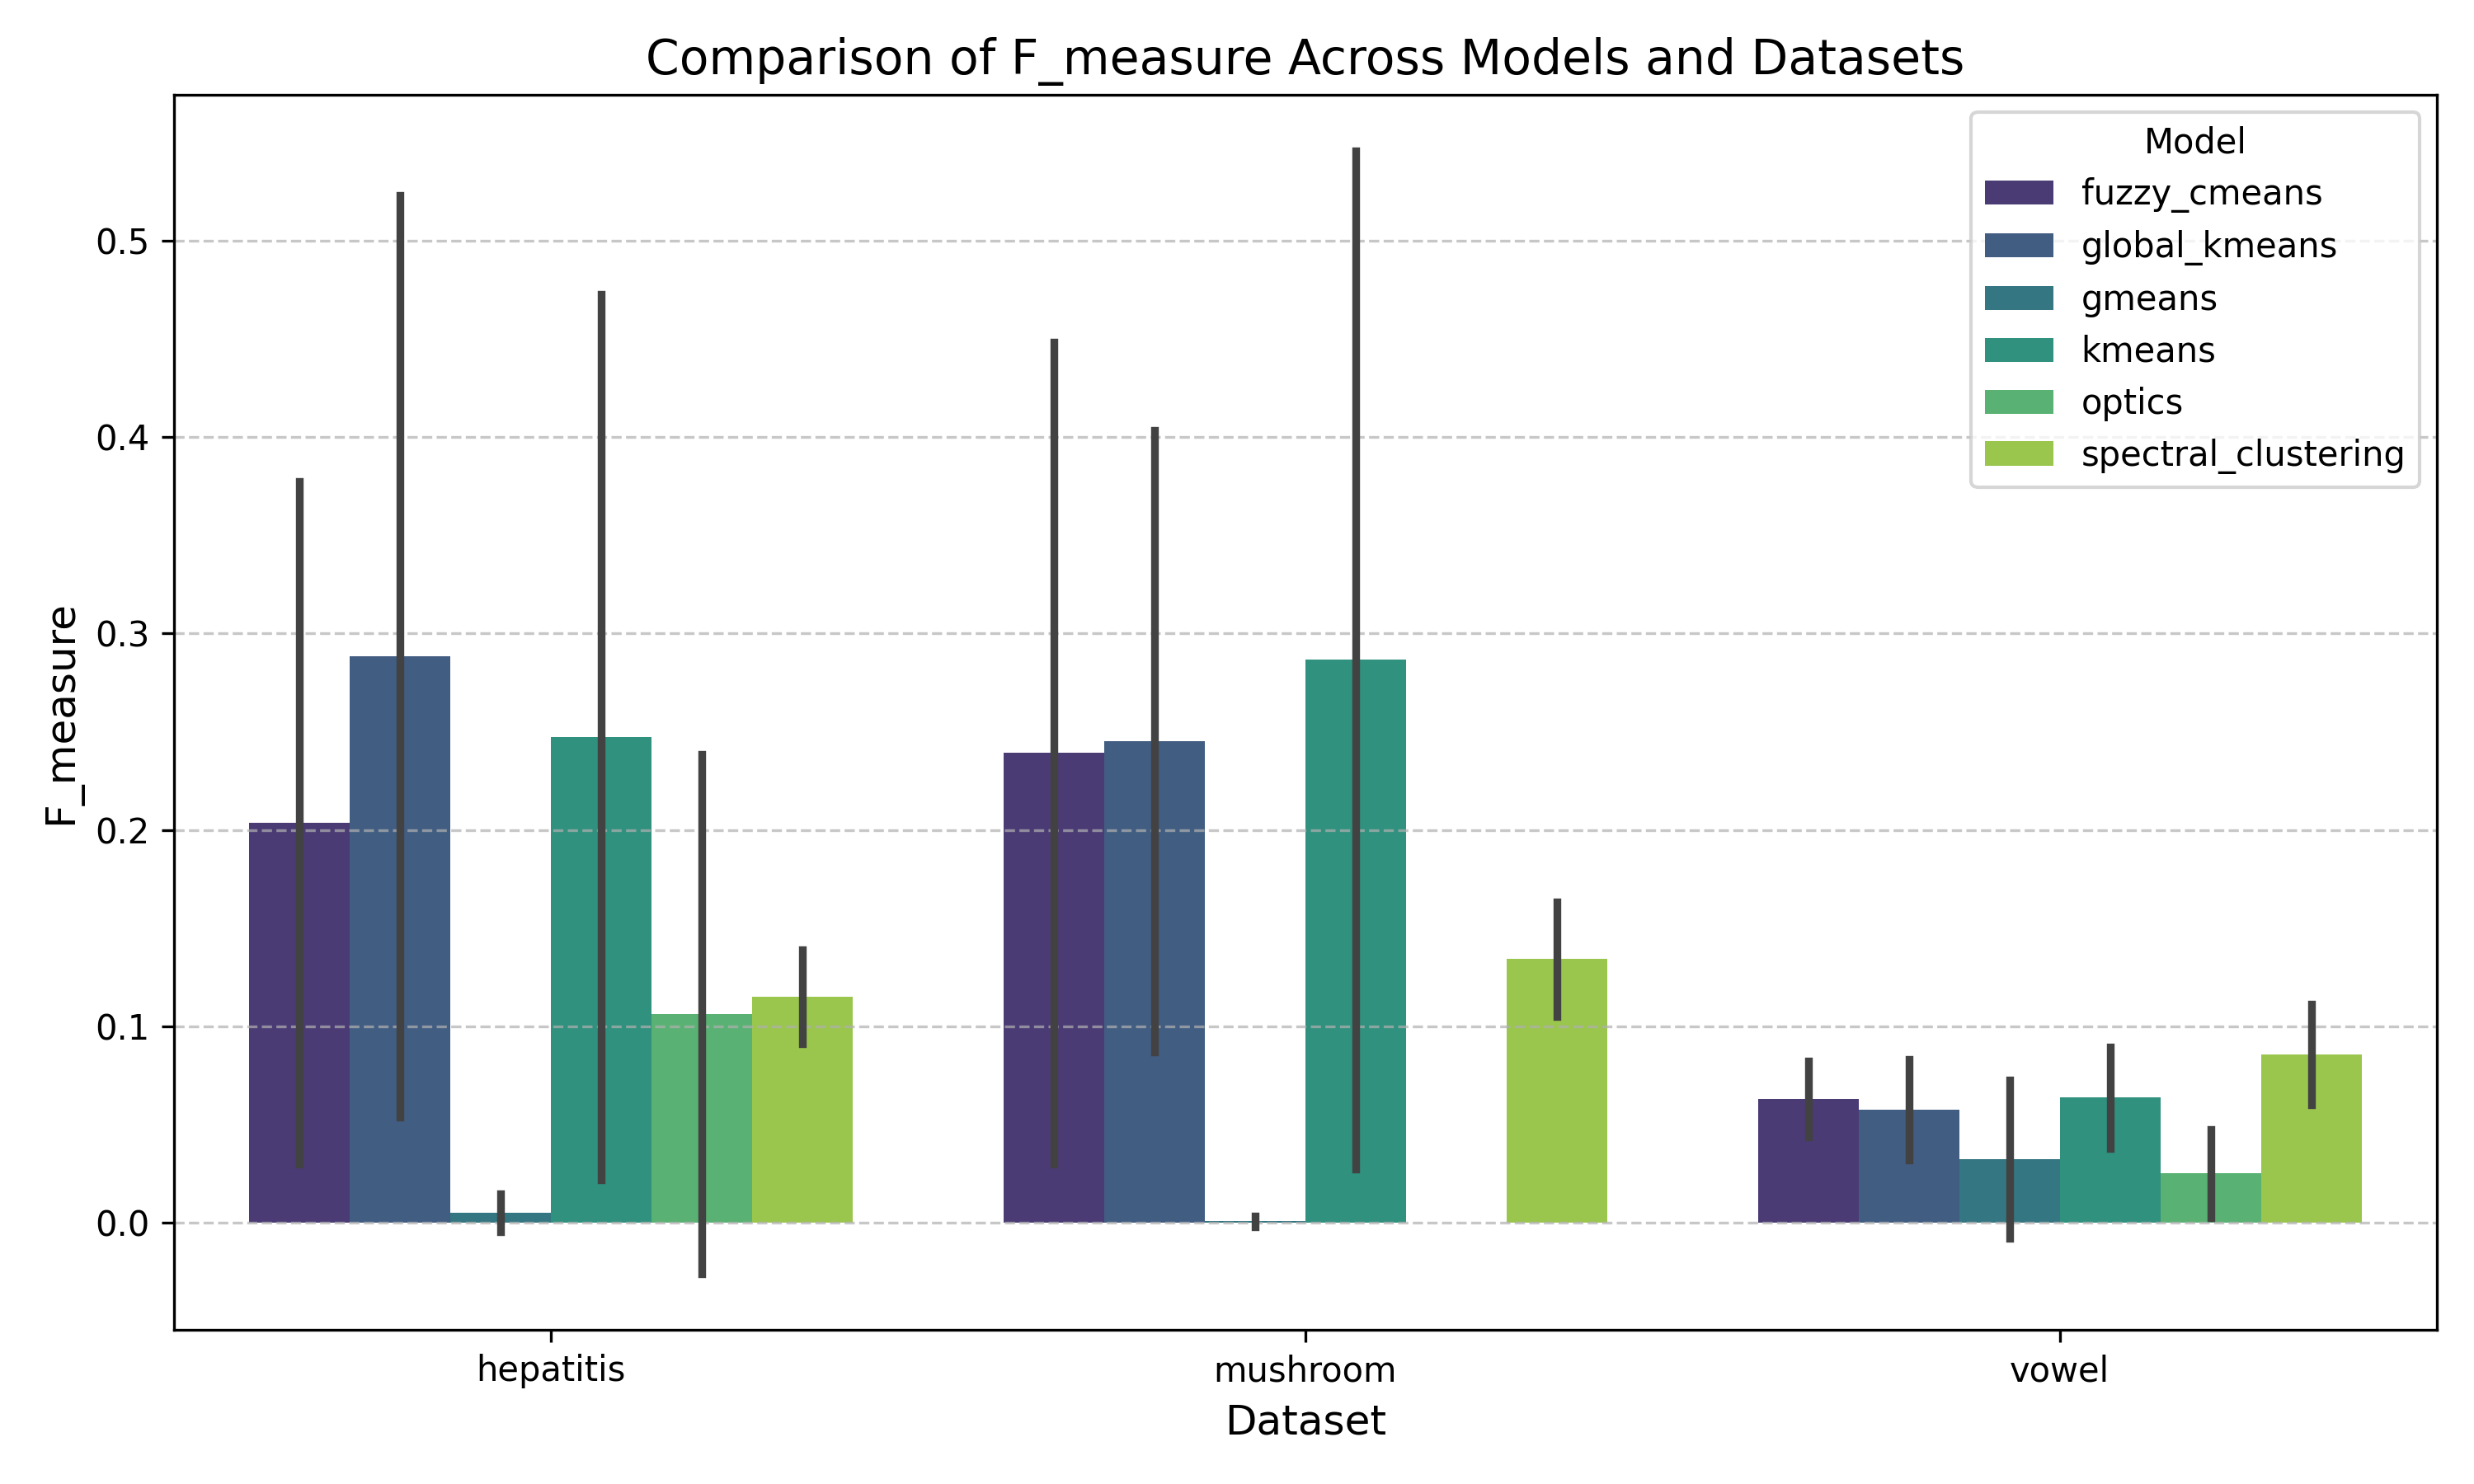 Comparison of F_measure Across Models and Datasets
Model
fuzzy_cmeans
global_kmeans
gmeans
kmeans
optics
spectral_clustering
F_measure
0.5
0.4
0.3
0.2
0.1
0.0
hepatitis
mushroom
vowel
Dataset